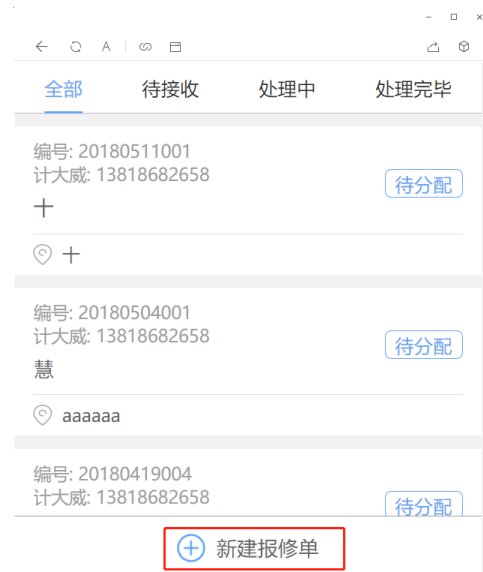 A
全部 待接收 处理中 处理完毕
编号: 20180511001
计大威: 13818682658
待分配
十
十
编号: 20180504001
计大威: 13818682658
待分配
慧
aaaaaa
编号: 20180419004
计大威: 13818682658
待分配
新建报修单